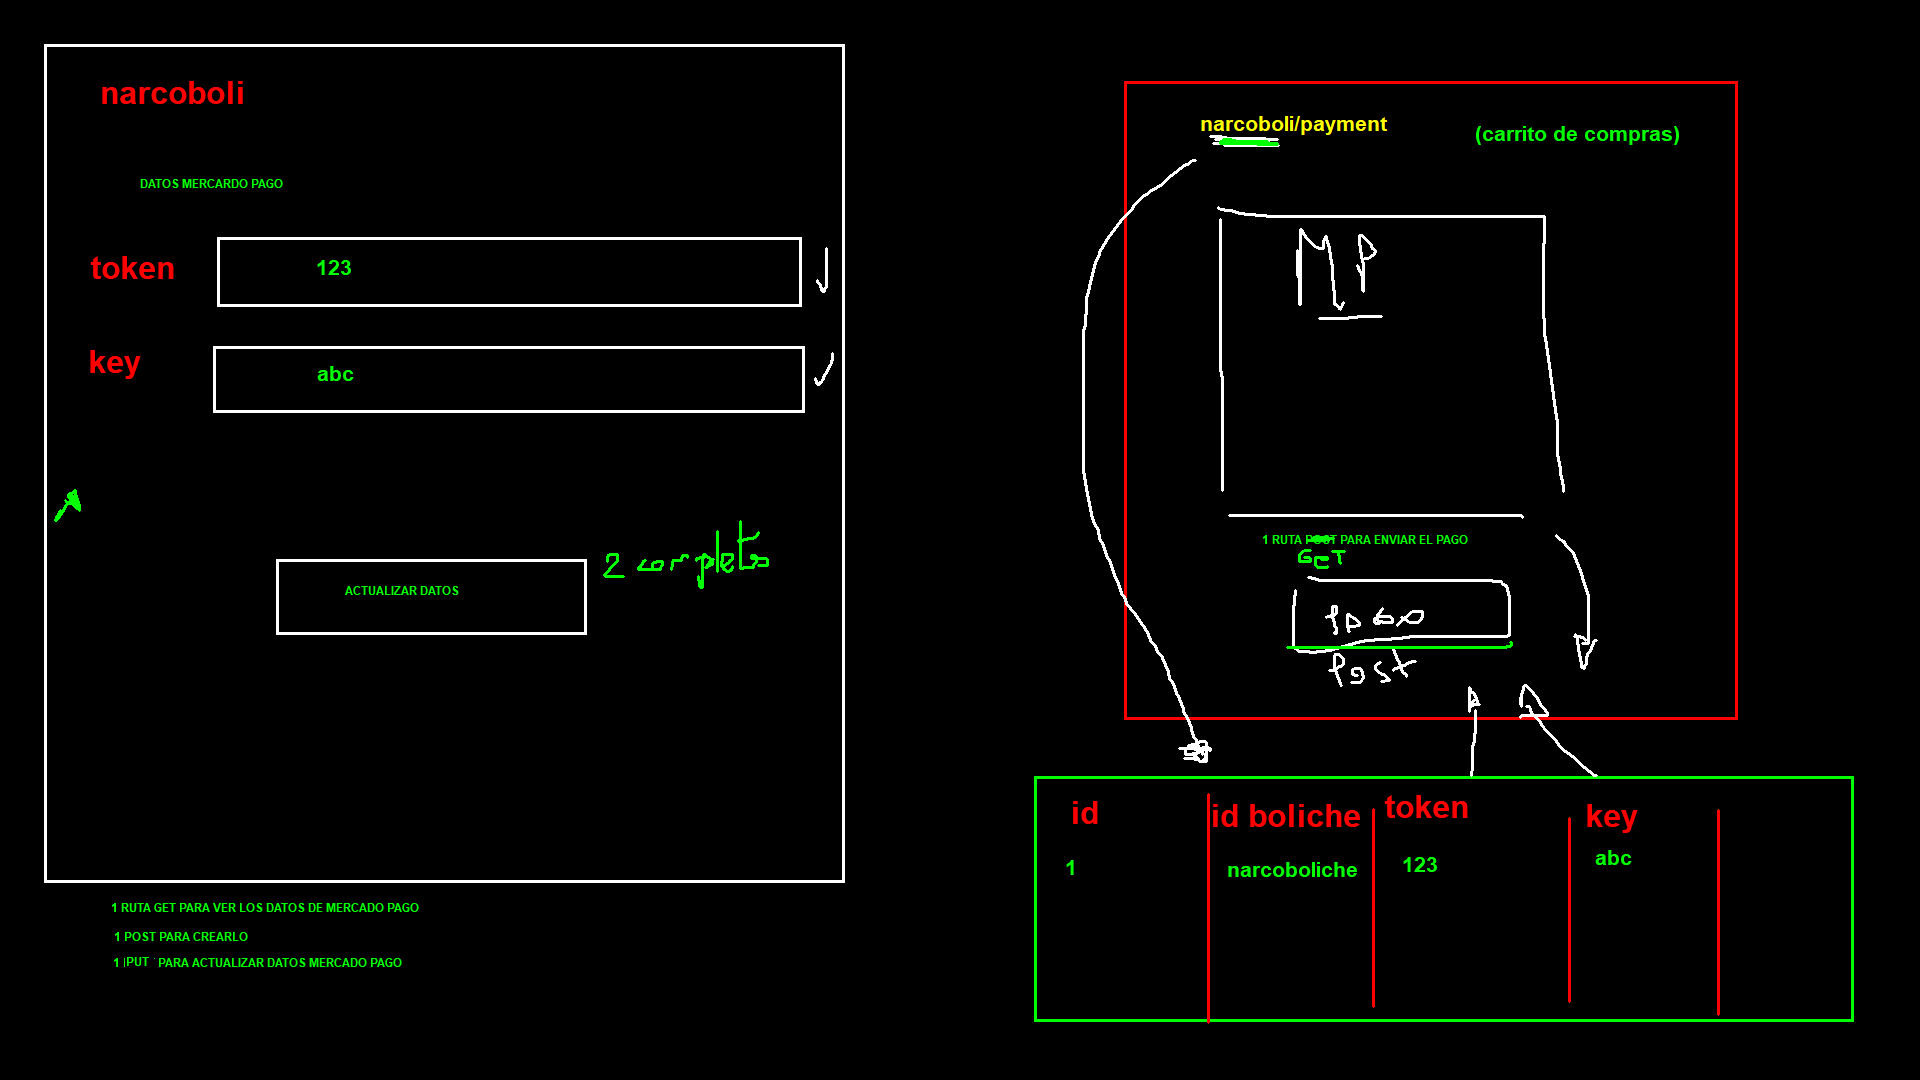 narcoboli
DATOS MERCARDO PAGO
token
123
key
abc
ACTUALIZAR DATOS
2 completos
1 RUTA GET PARA VER LOS DATOS DE MERCADO PAGO
1 POST PARA CREARLO
1 PUT PARA ACTUALIZAR DATOS MERCADO PAGO
narcoboli/payment
(carrito de compras)
MP
1 RUTA POST PARA ENVIAR EL PAGO
GET
PAGO
Post
id
id boliche
token
key
1
narcoboliche
123
abc